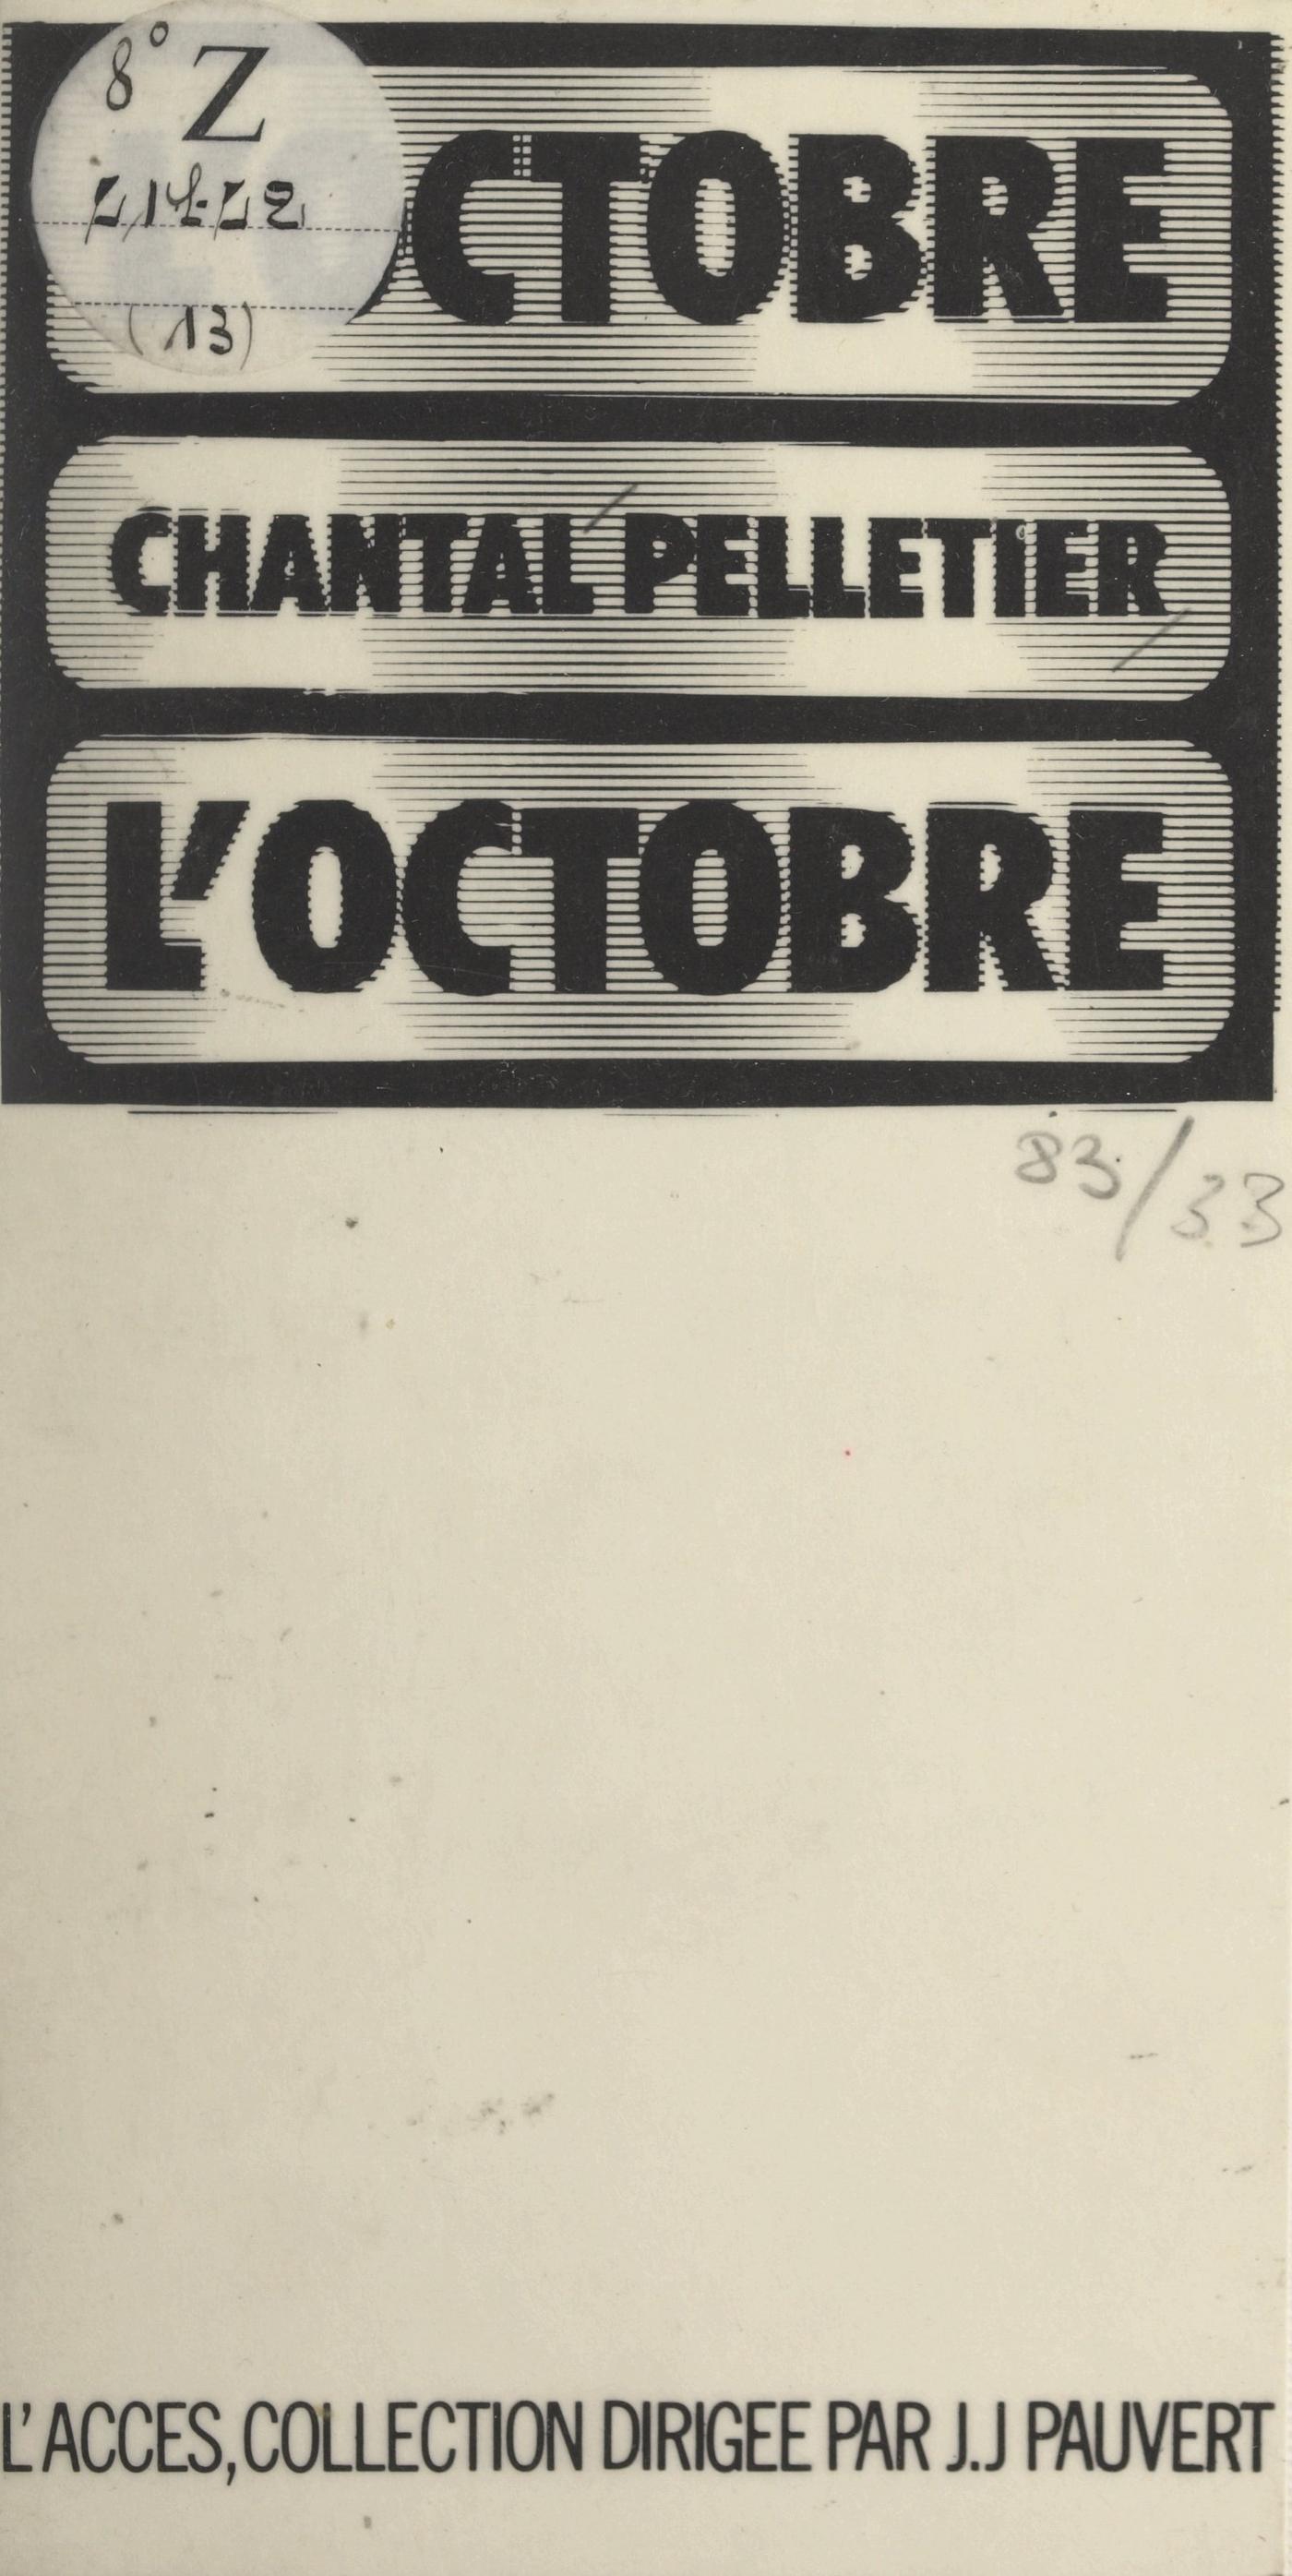 8° Z
(13)
CTOBRE
CHANTAL PELLETIER
L'OCTOBRE
83/33
L'ACCES, COLLECTION DIRIGEE PAR J.J PAUVERT